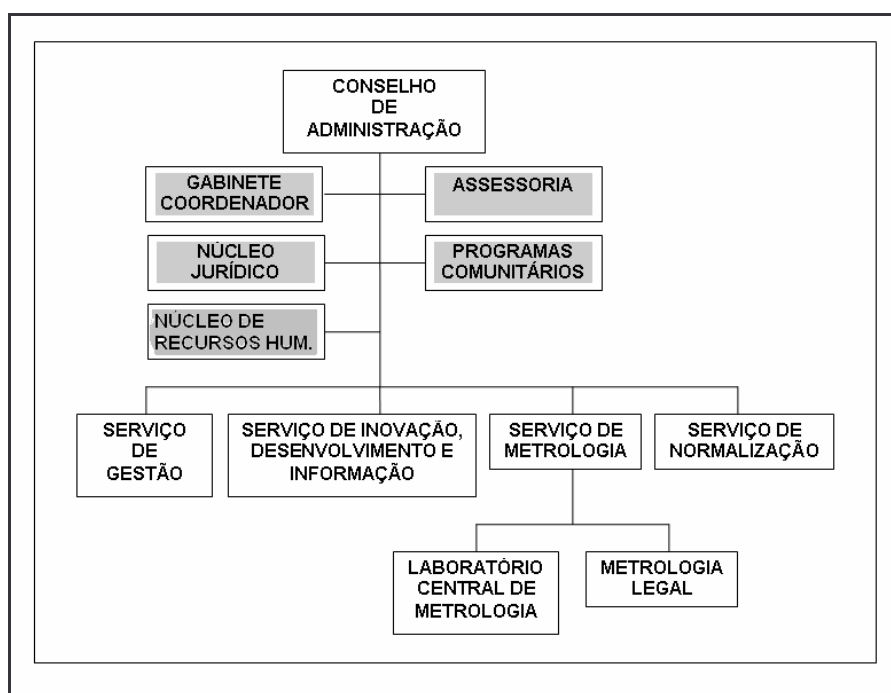 CONSELHO
DE
ADMINISTRAÇÃO
GABINETE
COORDENADOR
ASSESSORIA
NÚCLEO
JURÍDICO
PROGRAMAS
COMUNITÁRIOS
NÚCLEO DE
RECURSOS HUM.
SERVIÇO
DE
GESTÃO
SERVIÇO DE INOVAÇÃO,
DESENVOLVIMENTO E
INFORMAÇÃO
SERVIÇO DE
METROLOGIA
SERVIÇO DE
NORMALIZAÇÃO
LABORATÓRIO
CENTRAL DE
METROLOGIA
METROLOGIA
LEGAL